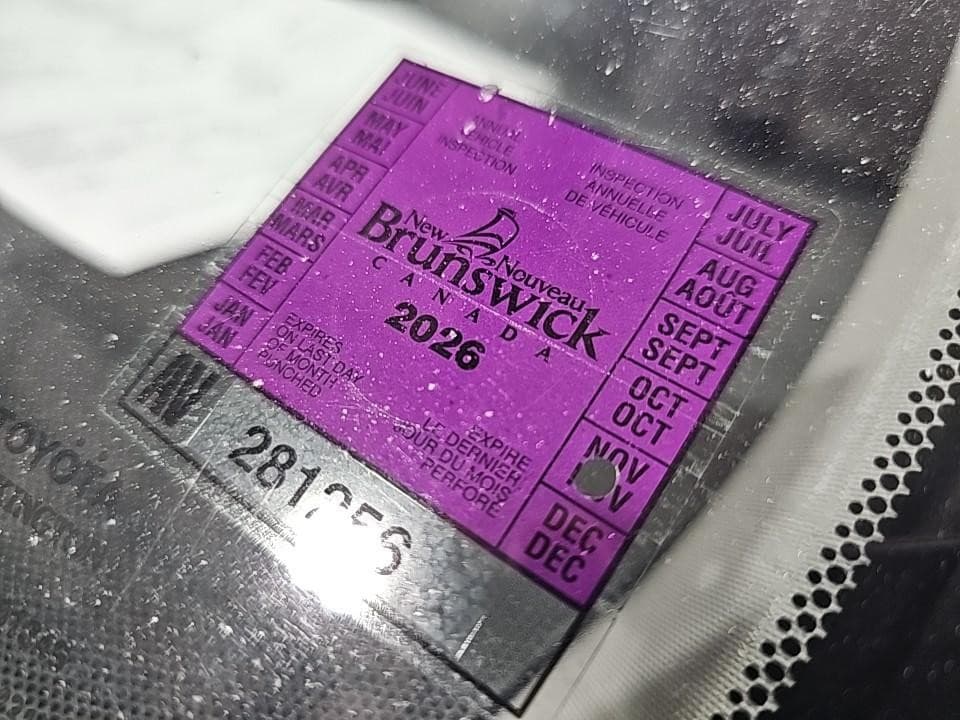 JUNE
JUIN
MAY
MAI
APR
AVR
MAR
MARS
FEB
FEV
JAN
JAN
ANNUAL
VEHICLE
INSPECTION
INSPECTION
ANNUELLE
DE VÉHICULE
New Nouveau
Brunswick
CANADA
2026
EXPIRES
ON LAST DAY
OF MONTH
PUNCHED
EXPIRE
LE DERNIER
JOUR DU MOIS
PERFORÉ
JULY
JUIL
AUG
AOÛT
SEPT
SEPT
OCT
OCT
NOV
DEC
DEC
TOYOTA